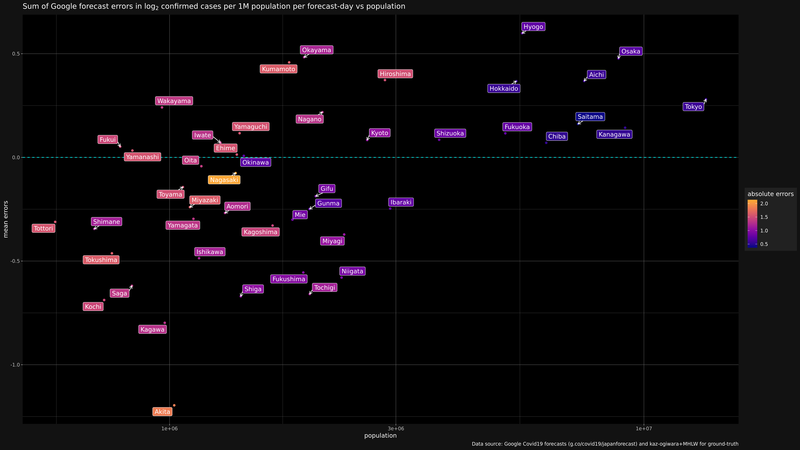 Sum of Google forecast errors in log2 confirmed cases per 1M population per forecast-day vs population
Hyogo
Okayama
Osaka
Kumamoto
Hiroshima
Aichi
Hokkaido
Wakayama
Tokyo
Nagano
Saitama
Yamaguchi
Fukuoka
Iwate
Kyoto
Shizuoka
Kanagawa
Fukui
Chiba
Ehime
Yamanashi
Oita
Okinawa
Nagasaki
Toyama
Gifu
Miyazaki
Aomori
Gunma
Ibaraki
Mie
Shimane
Yamagata
Tottori
Kagoshima
Miyagi
Ishikawa
Tokushima
Niigata
Fukushima
Saga
Shiga
Tochigi
Kochi
Kagawa
Akita
0.5
0.0
-0.5
-1.0
mean errors
1e+06
3e+06
1e+07
population
absolute errors
2.0
1.5
1.0
0.5
Data source: Google Covid19 forecasts (g.co/covid19/japanforecast) and kaz-ogiwara+MHLW for ground-truth